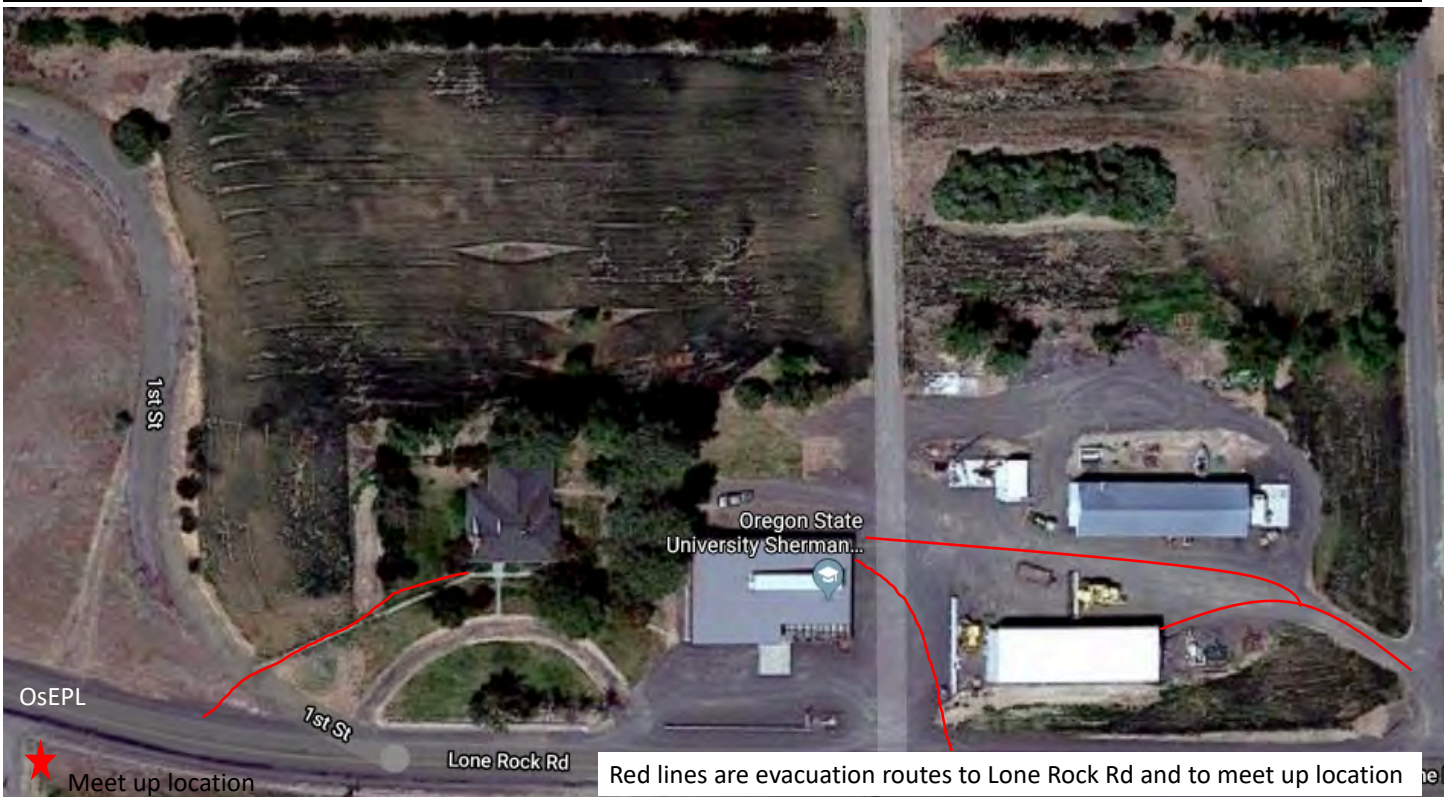 1st St
Oregon State
University Sherman...
OsEPL
1st St
Lone Rock Rd
Meet up location
Red lines are evacuation routes to Lone Rock Rd and to meet up location